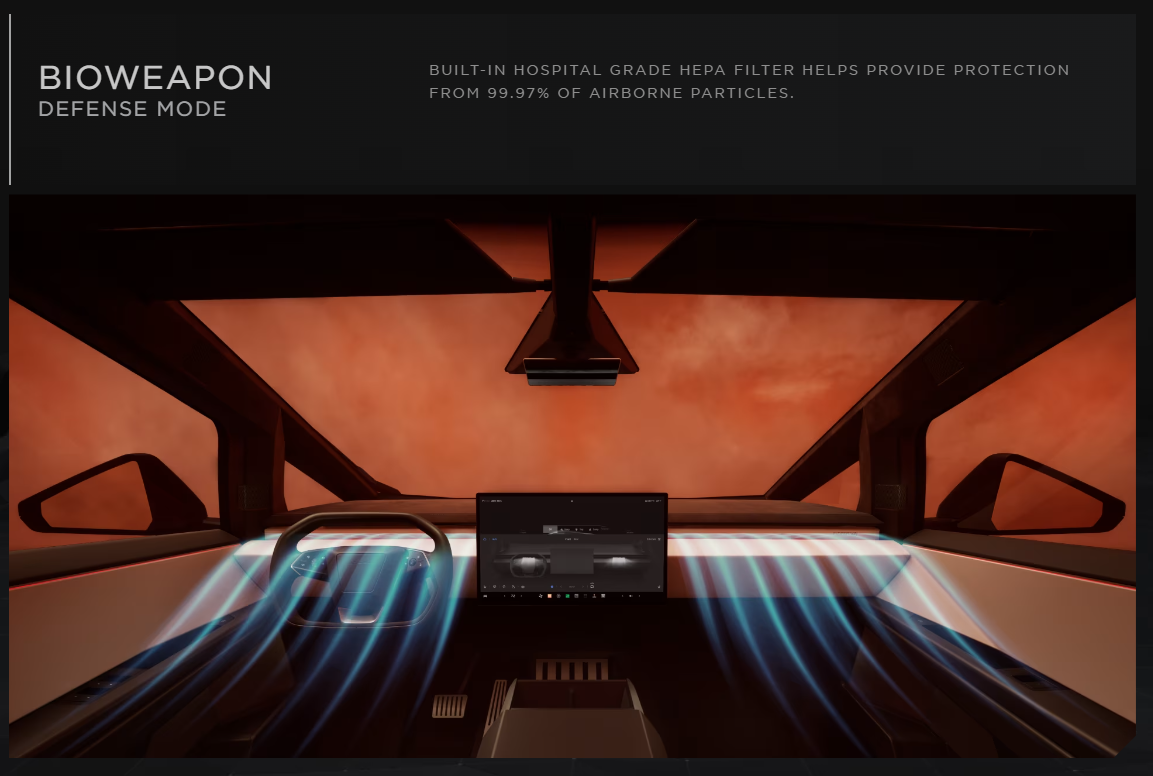 BIOWEAPON
DEFENSE MODE
BUILT-IN HOSPITAL GRADE HEPA FILTER HELPS PROVIDE PROTECTION
FROM 99.97% OF AIRBORNE PARTICLES.